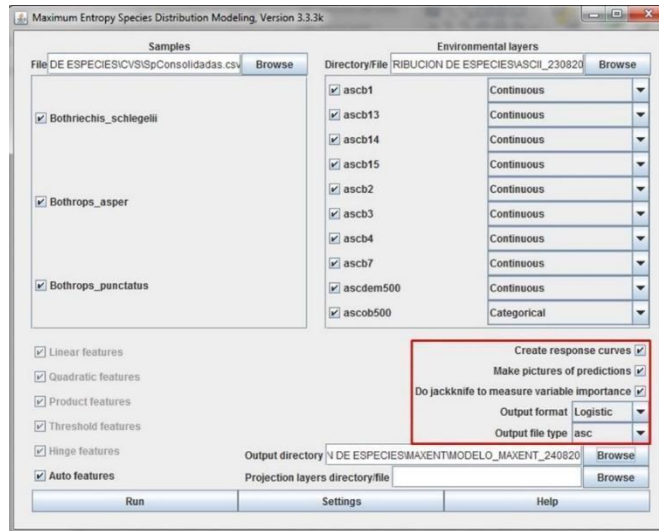 Maximum Entropy Species Distribution Modeling, Version 3.3.3k
Samples
File DE ESPECIES\CVS\SpConsolidadas.csv Browse
Bothriechis_schlegelii
Bothrops_asper
Bothrops_punctatus
Environmental layers
Directory/File RIBUCION DE ESPECIES\ASCII_230820 Browse
ascb1 Continuous
ascb13 Continuous
ascb14 Continuous
ascb15 Continuous
ascb2 Continuous
ascb3 Continuous
ascb4 Continuous
ascb7 Continuous
ascdem500 Continuous
ascob500 Categorical
Linear features
Quadratic features
Product features
Threshold features
Hinge features
Auto features
Create response curves
Make pictures of predictions
Do jackknife to measure variable importance
Output format Logistic
Output file type asc
Output directory N DE ESPECIES\MAXENT\MODELO_MAXENT_240820 Browse
Projection layers directory/file Browse
Run Settings Help